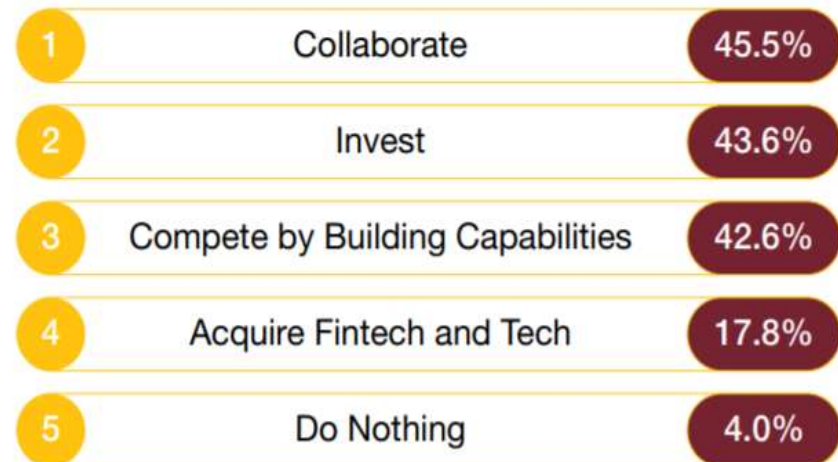 1 Collaborate 45.5%
2 Invest 43.6%
3 Compete by Building Capabilities 42.6%
4 Acquire Fintech and Tech 17.8%
5 Do Nothing 4.0%